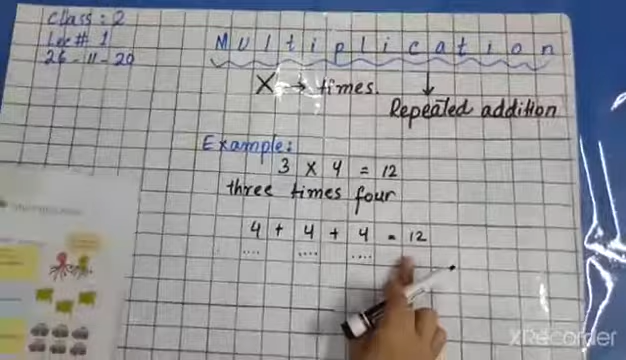 Class: 2
Lec # 1
26-11-20
Multiplication
X → times.
Repeated addition
Example:
3 X 4 = 12
three times four
4 + 4 + 4 = 12
XRecorder